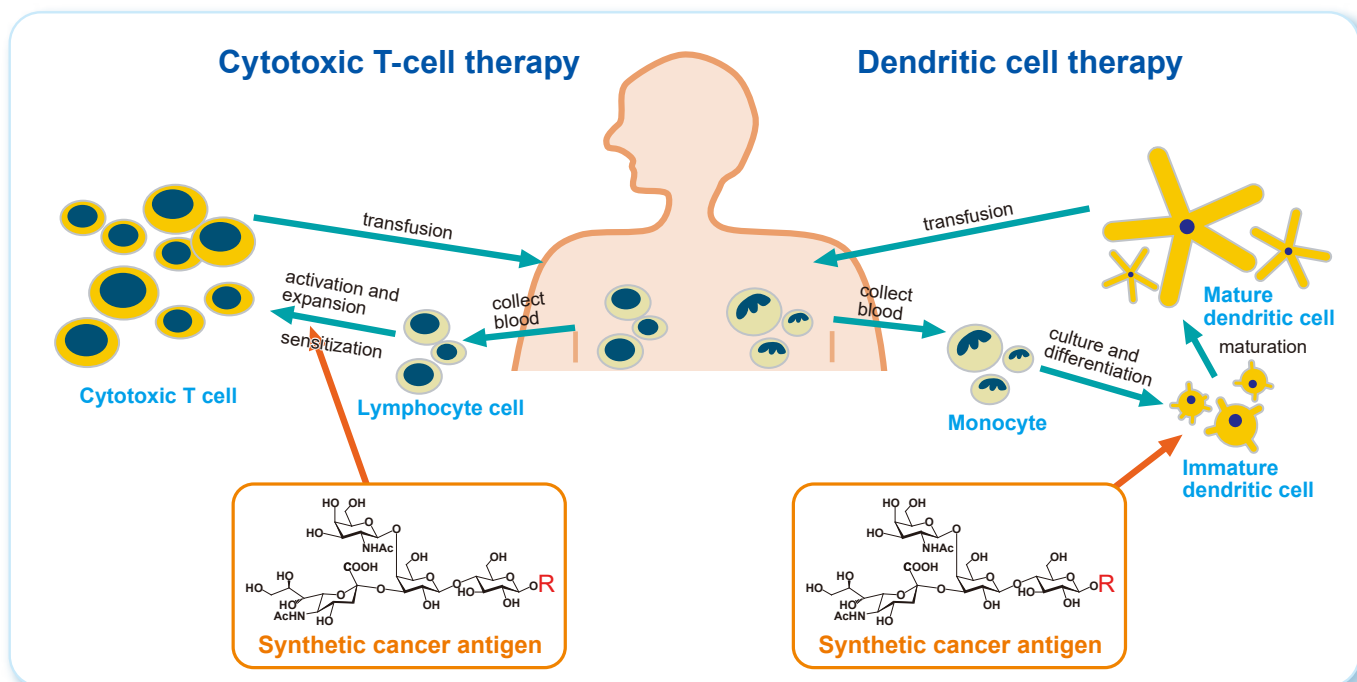 Cytotoxic T-cell therapy
Dendritic cell therapy
transfusion
activation and
expansion
sensitization
collect
blood
Cytotoxic T cell
Lymphocyte cell
transfusion
collect
blood
Monocyte
culture and
differentiation
Mature
dendritic cell
maturation
Immature
dendritic cell
HO
OH
O
HO
O
O
NHAc
OH
COOH
O
OH
HO
OH
O
HO
AcHN
HO
O
O
OH
O
O
HO
OH
O
R
Synthetic cancer antigen
HO
OH
O
HO
O
O
NHAc
OH
COOH
O
OH
HO
OH
O
HO
AcHN
HO
O
O
OH
O
O
HO
OH
O
R
Synthetic cancer antigen